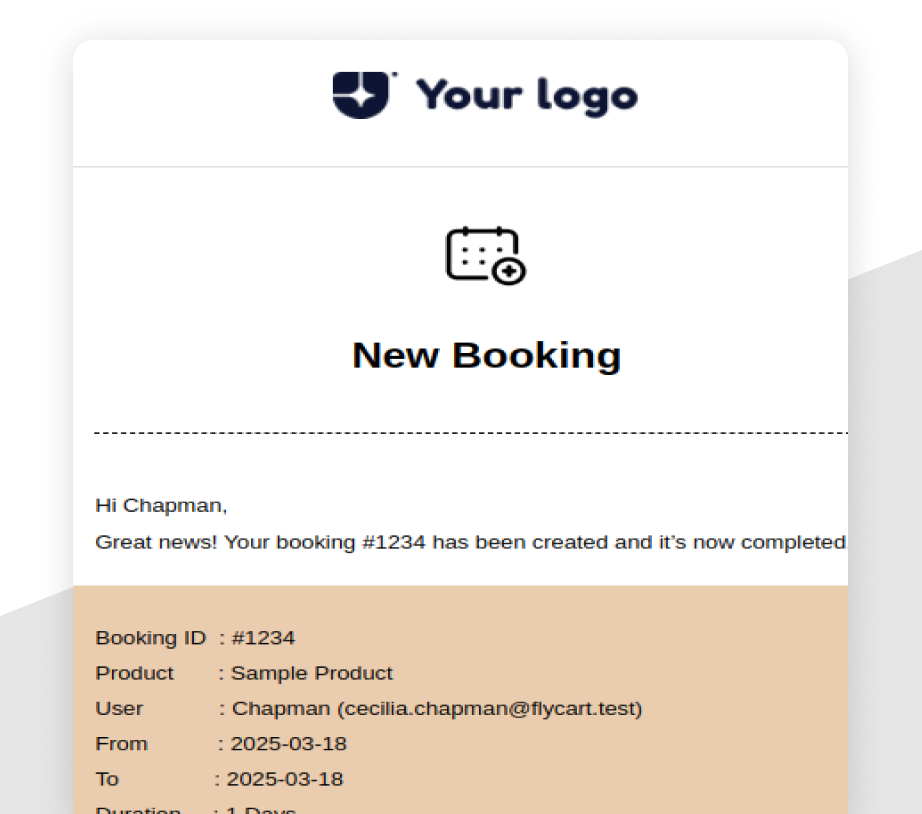 Your logo
New Booking
Hi Chapman,
Great news! Your booking #1234 has been created and it’s now completed.
Booking ID : #1234
Product : Sample Product
User : Chapman (cecilia.chapman@flycart.test)
From : 2025-03-18
To : 2025-03-18
Duration : 1 Days